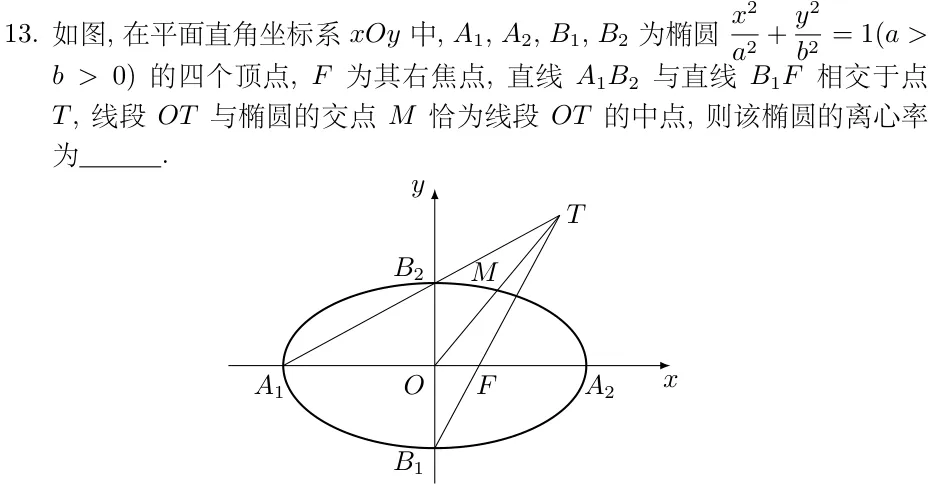 13. 如图, 在平面直角坐标系 xOy 中, A₁, A₂, B₁, B₂ 为椭圆 x²/a² + y²/b² = 1(a >
b > 0) 的四个顶点, F 为其右焦点, 直线 A₁B₂ 与直线 B₁F 相交于点
T, 线段 OT 与椭圆的交点 M 恰为线段 OT 的中点, 则该椭圆的离心率
为______.
y
T
B₂
M
A₁
O
F
A₂
x
B₁